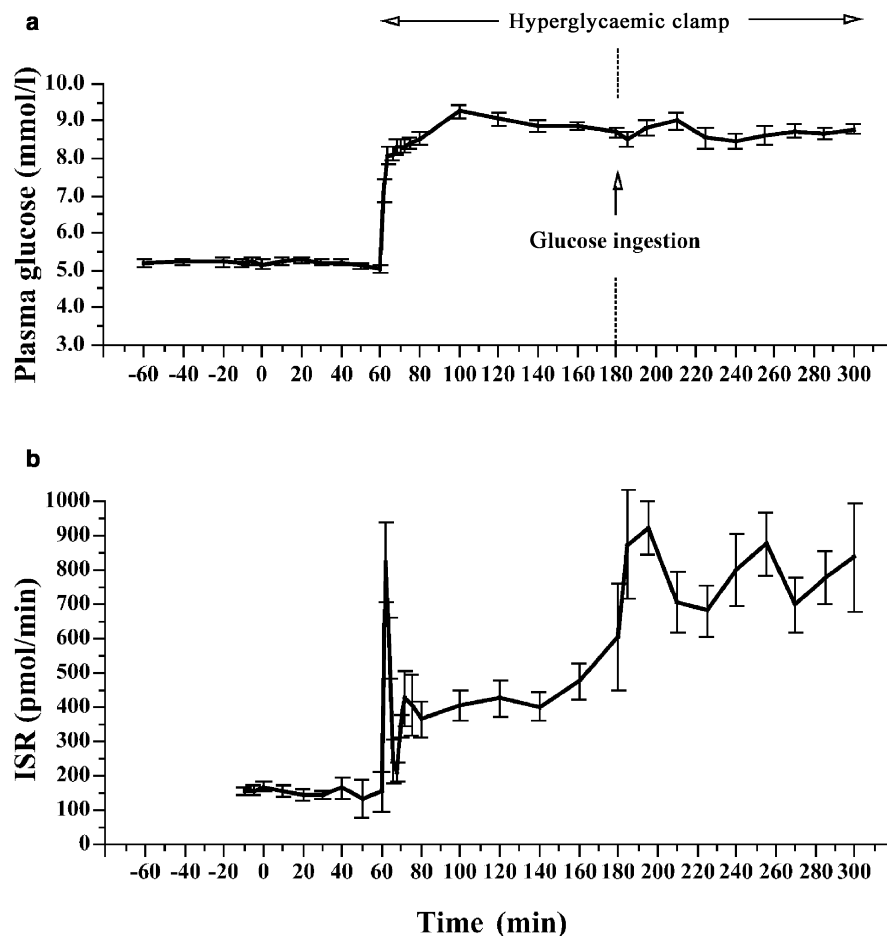 a
Hyperglycaemic clamp
Plasma glucose (mmol/l)
10.0
9.0
8.0
7.0
6.0
5.0
4.0
3.0
Glucose ingestion
-60 -40 -20 0 20 40 60 80 100 120 140 160 180 200 220 240 260 280 300
b
ISR (pmol/min)
1000
900
800
700
600
500
400
300
200
100
0
-60 -40 -20 0 20 40 60 80 100 120 140 160 180 200 220 240 260 280 300
Time (min)